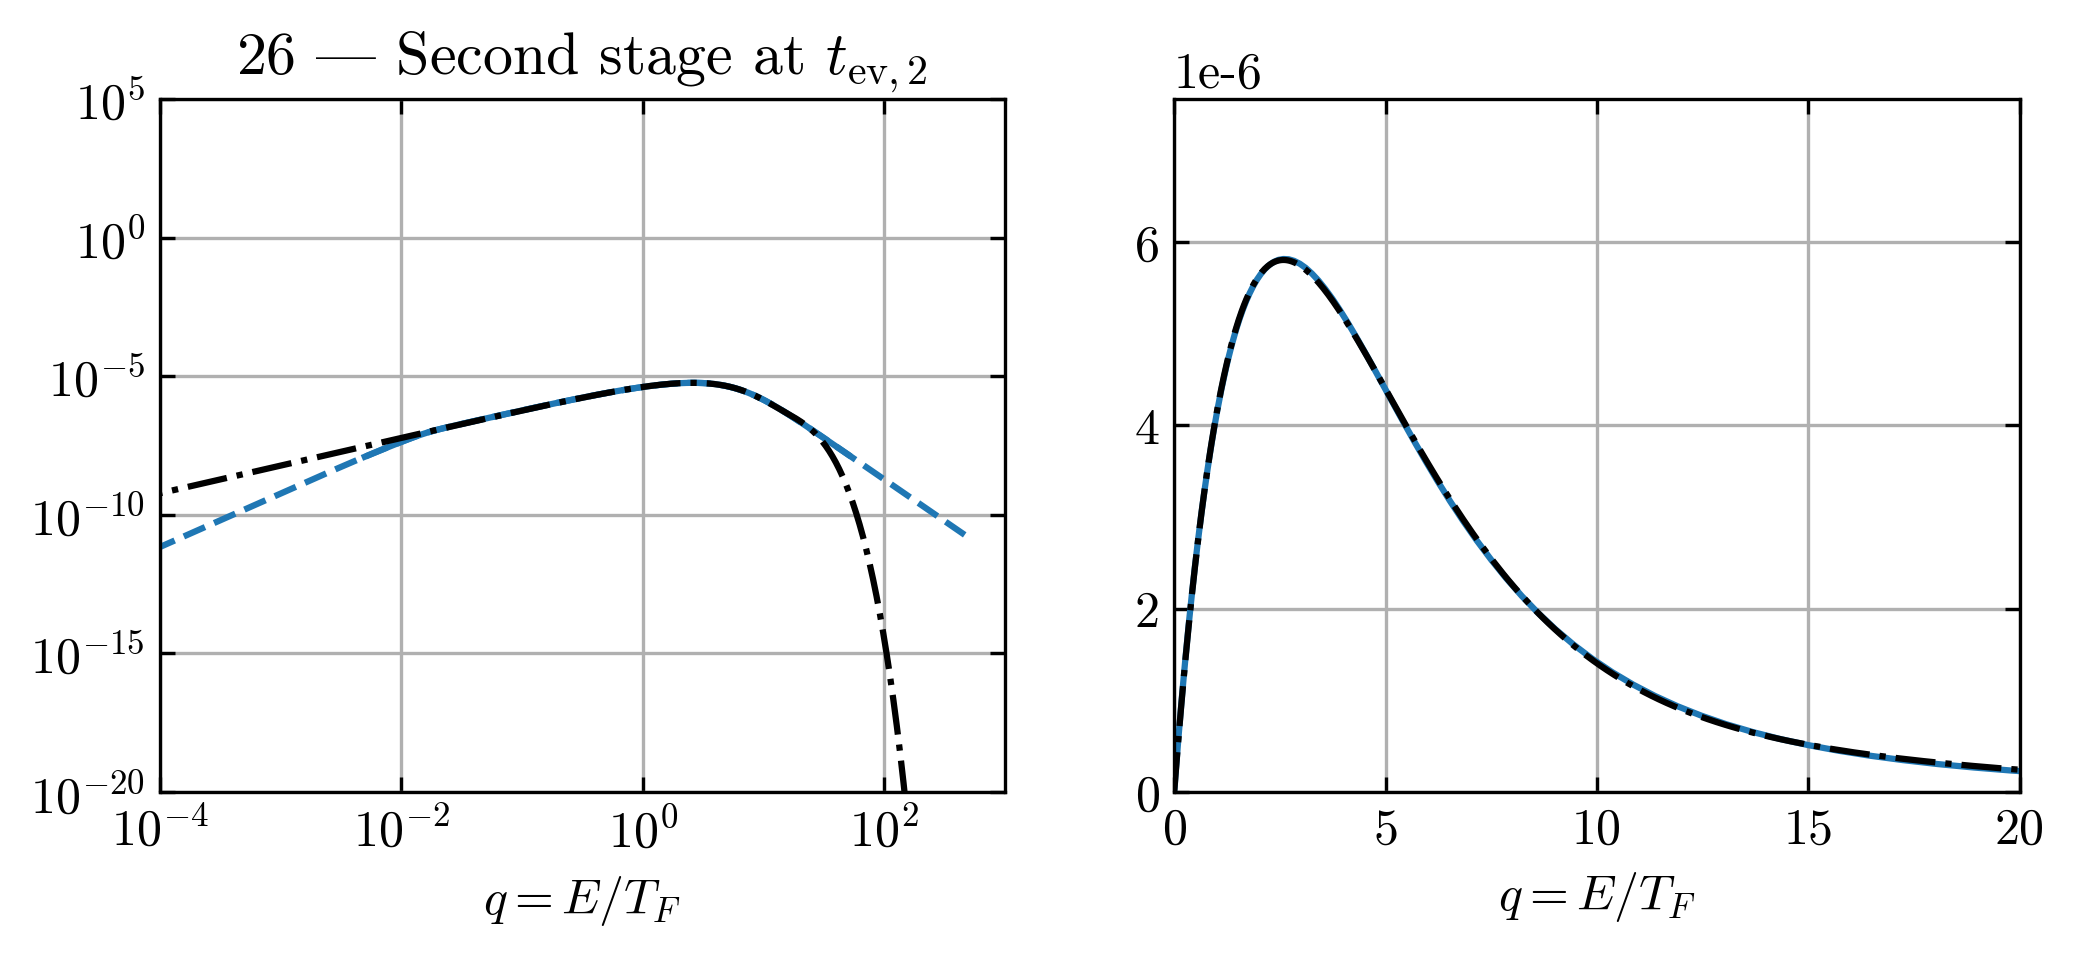 26 — Second stage at t_ev, 2
10^5
10^0
10^−5
10^−10
10^−15
10^−20
10^−4 10^−2 10^0 10^2
q = E/T_F
1e-6
6
4
2
0
0 5 10 15 20
q = E/T_F